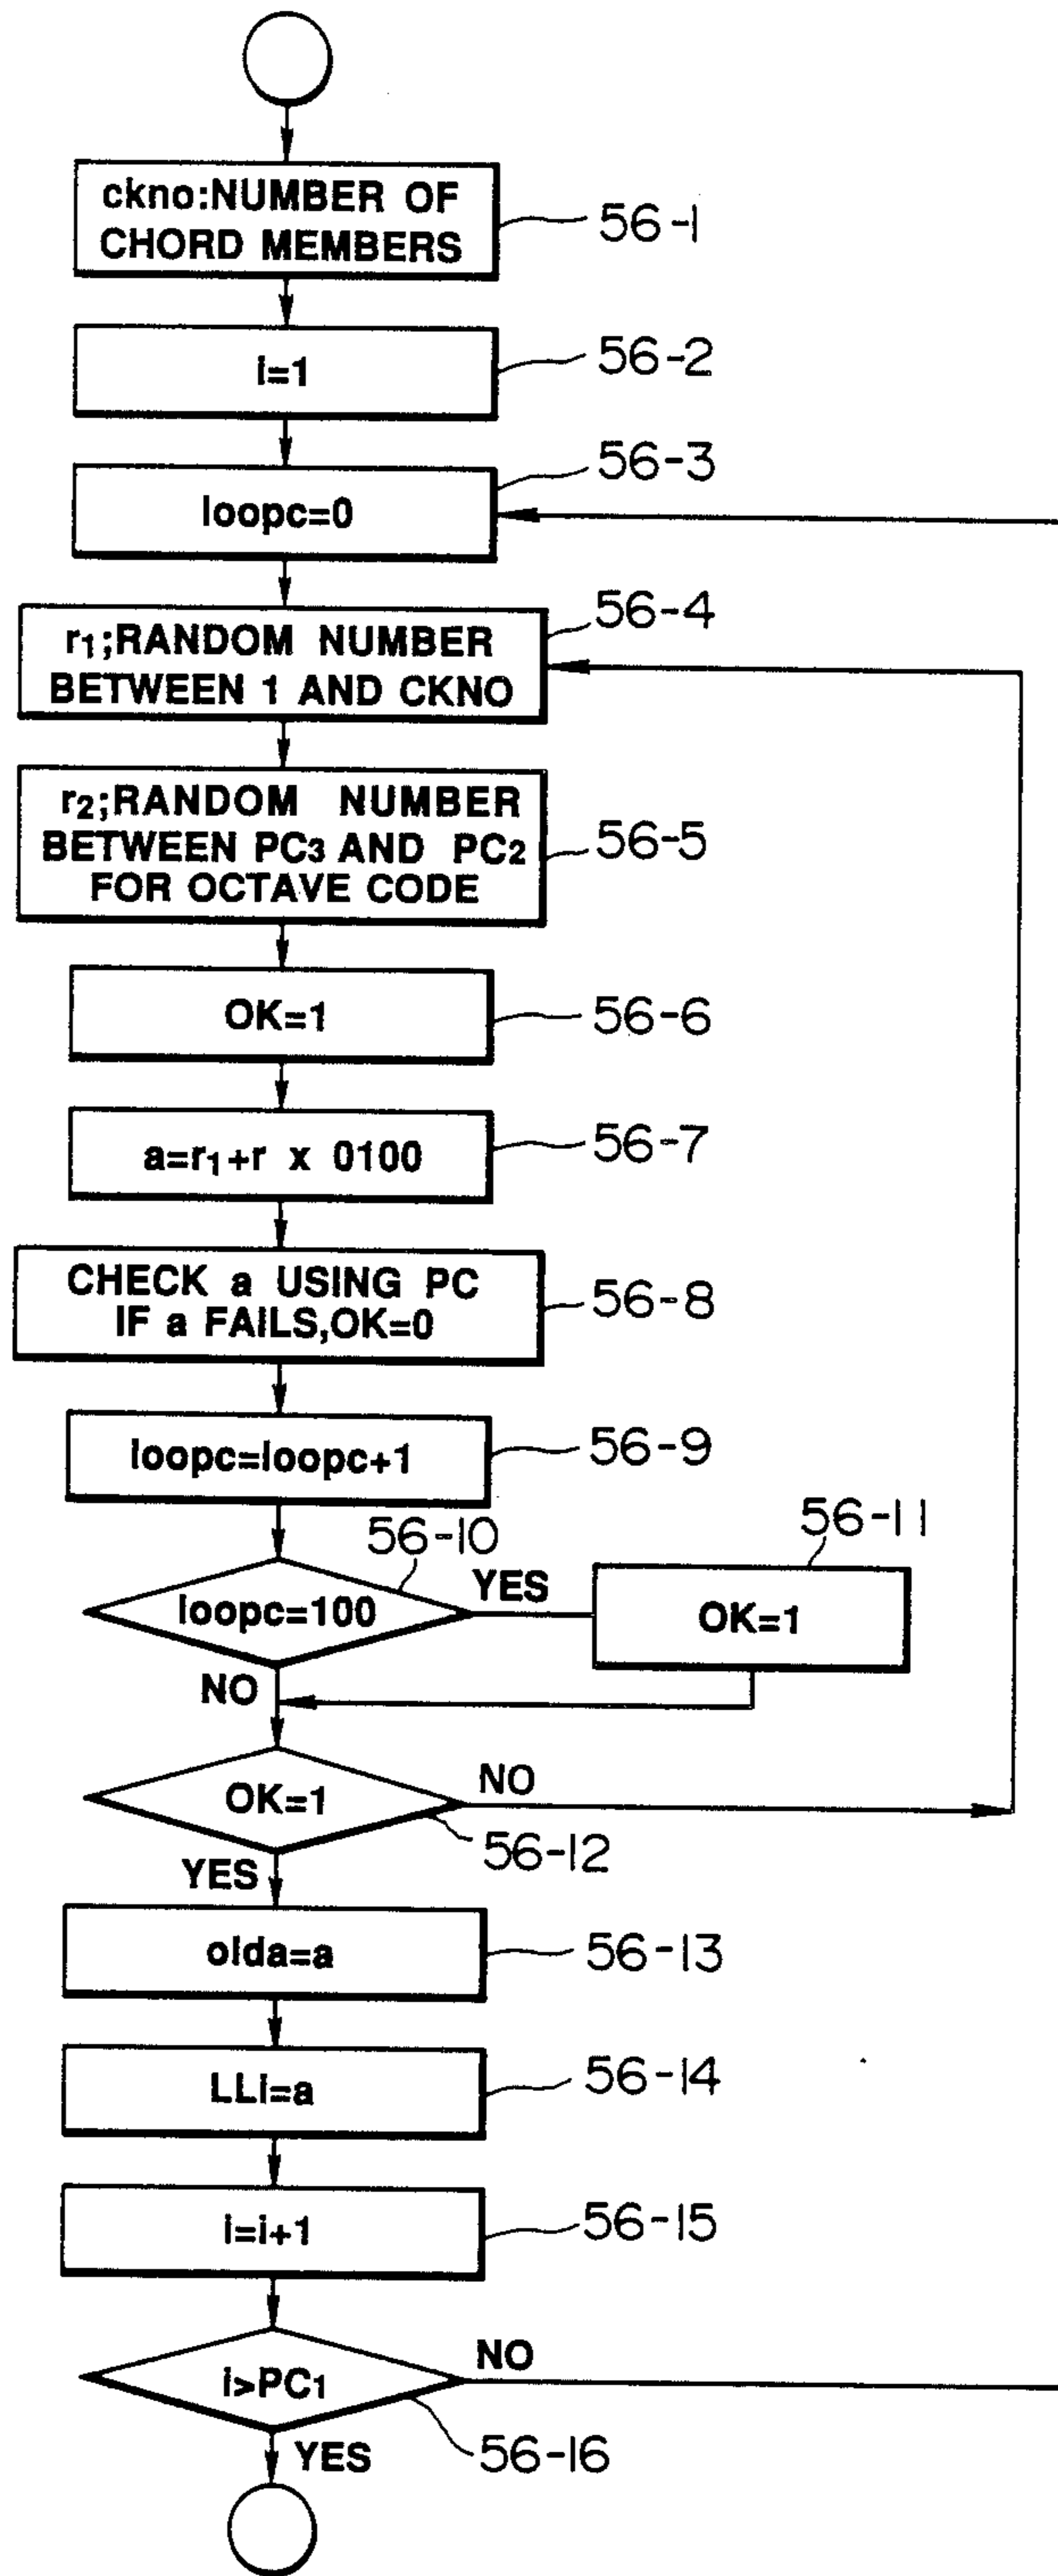 ckno:NUMBER OF
CHORD MEMBERS
56-1
i=1
56-2
loopc=0
56-3
r1;RANDOM NUMBER
BETWEEN 1 AND CKNO
56-4
r2;RANDOM NUMBER
BETWEEN PC3 AND PC2
FOR OCTAVE CODE
56-5
OK=1
56-6
a=r1+r x 0100
56-7
CHECK a USING PC
IF a FAILS,OK=0
56-8
loopc=loopc+1
56-9
56-10
loopc=100
YES
56-11
OK=1
NO
OK=1
NO
56-12
YES
olda=a
56-13
LLi=a
56-14
i=i+1
56-15
i>PC1
NO
56-16
YES